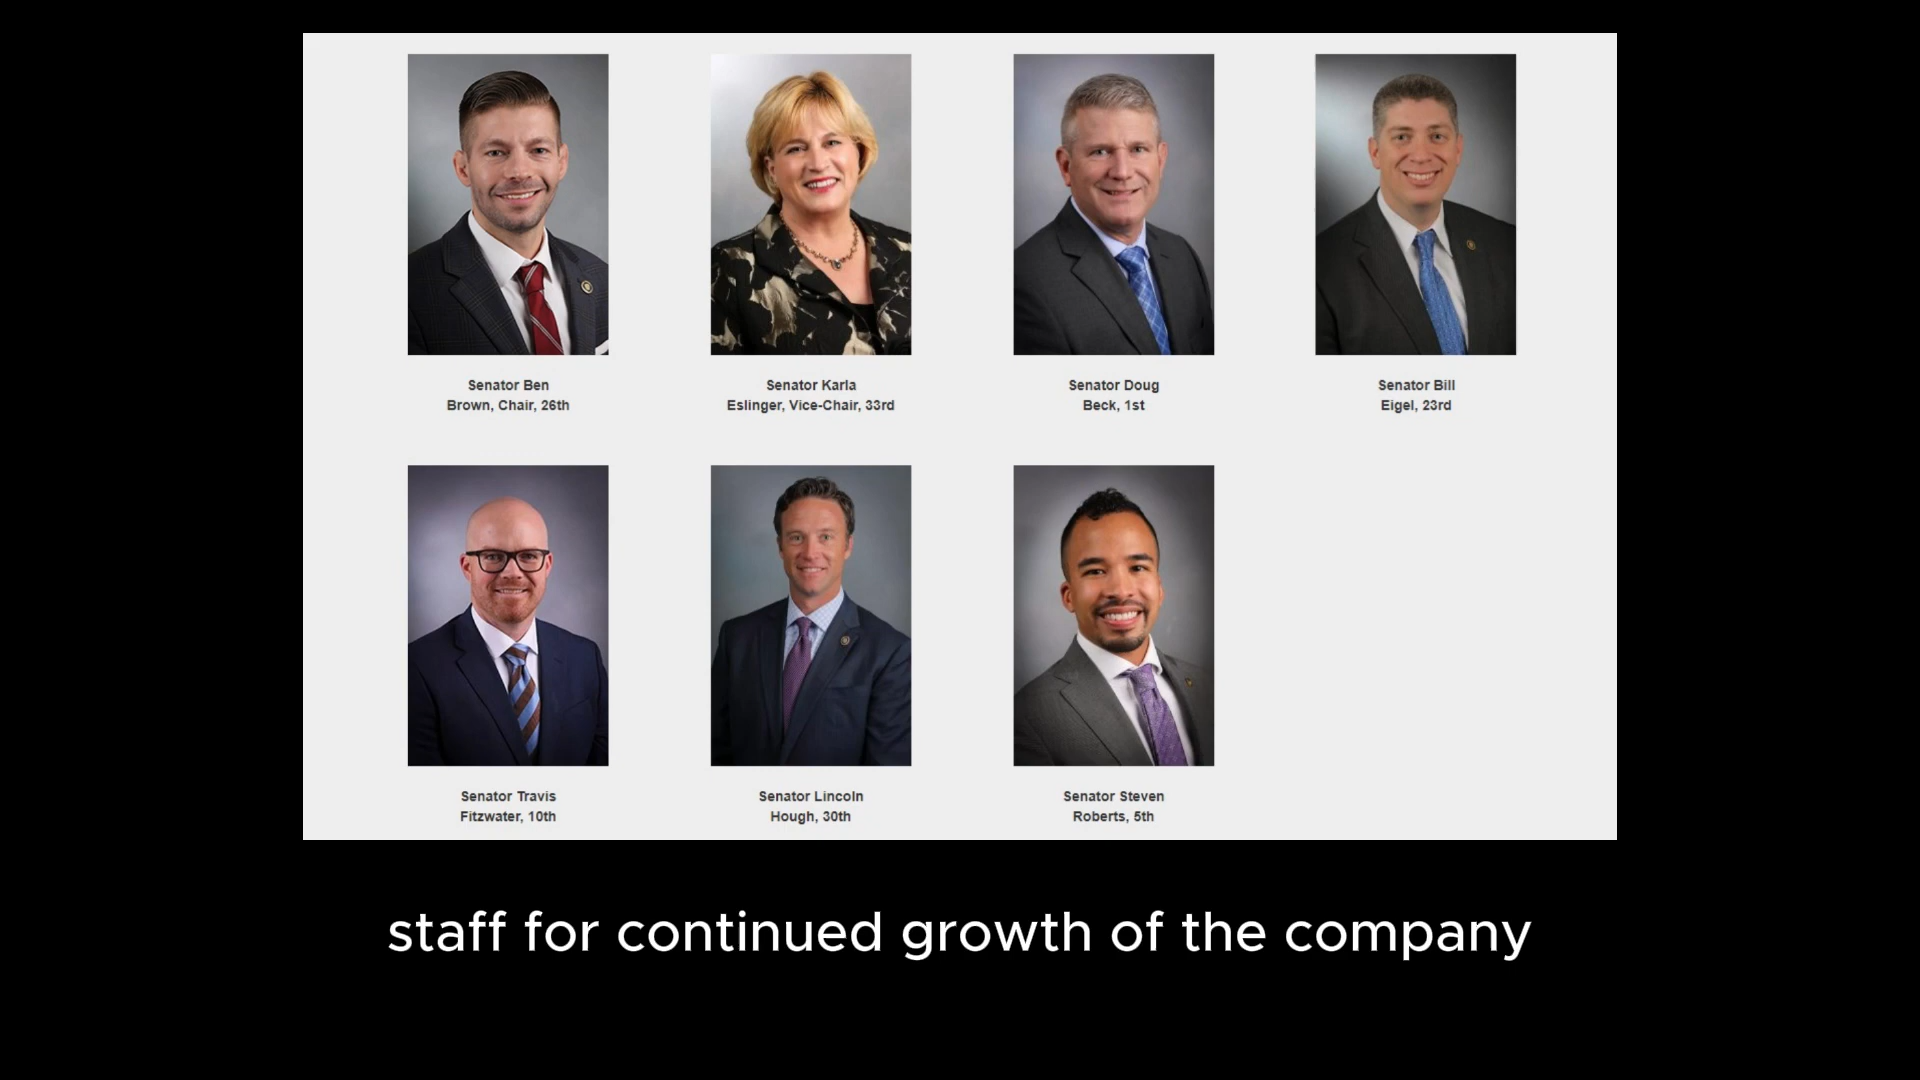 Senator Ben
Brown, Chair, 26th
Senator Karla
Eslinger, Vice-Chair, 33rd
Senator Doug
Beck, 1st
Senator Bill
Eigel, 23rd
Senator Travis
Fitzwater, 10th
Senator Lincoln
Hough, 30th
Senator Steven
Roberts, 5th
staff for continued growth of the company